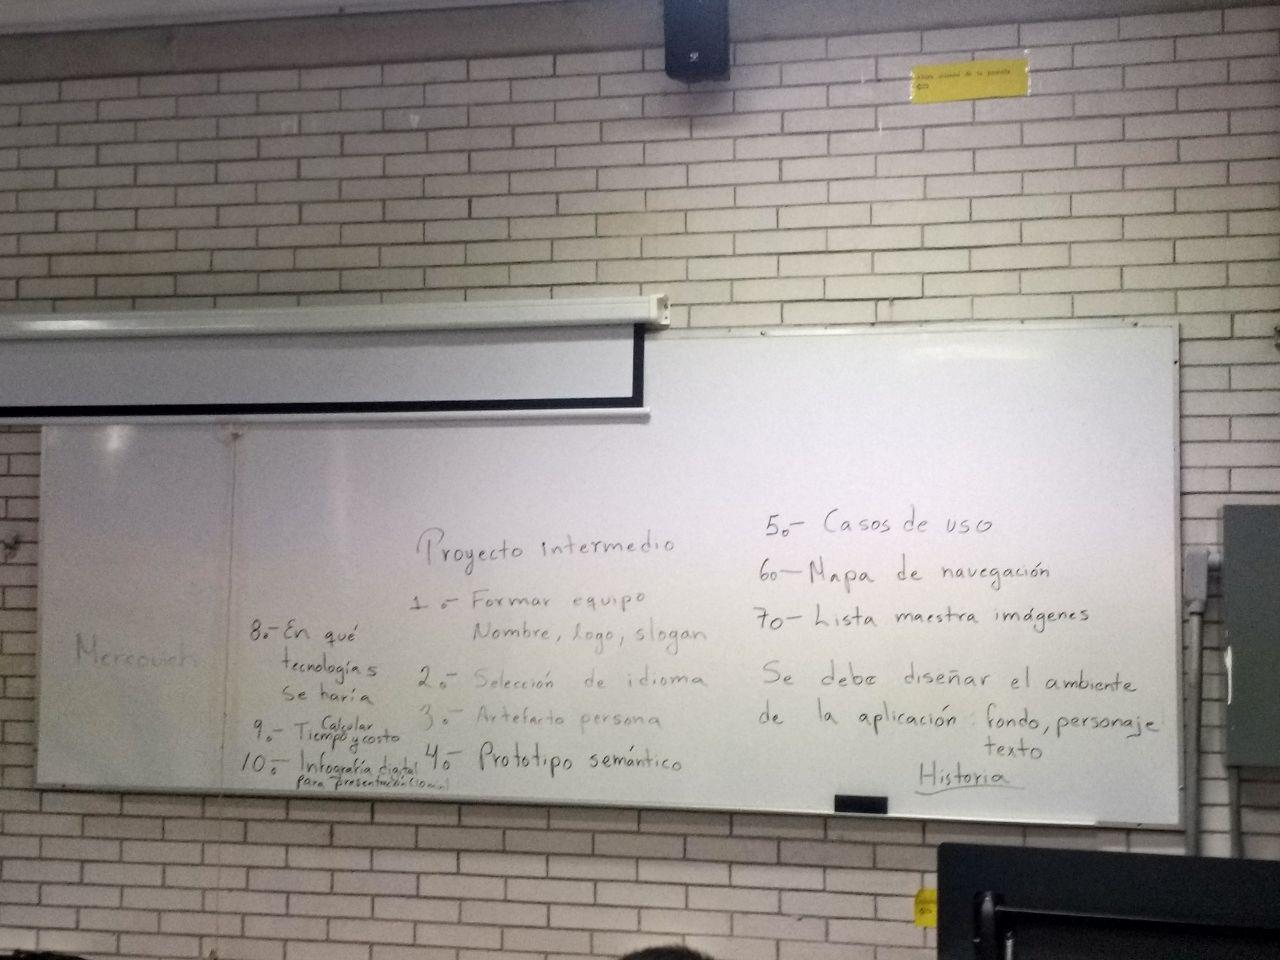 Proyecto intermedio
1.- Formar equipo
Nombre, logo, slogan
2.- Selección de idioma
3.- Artefacto persona
4.- Prototipo semántico
5.- Casos de uso
6.- Mapa de navegación
7.- Lista maestra imágenes
Se debe diseñar el ambiente
de la aplicación: fondo, personaje
texto
Historia
8.- En qué
tecnologías
se haría
9.- Calcular
Tiempo y costo
10.- Infografía digital
para presentación